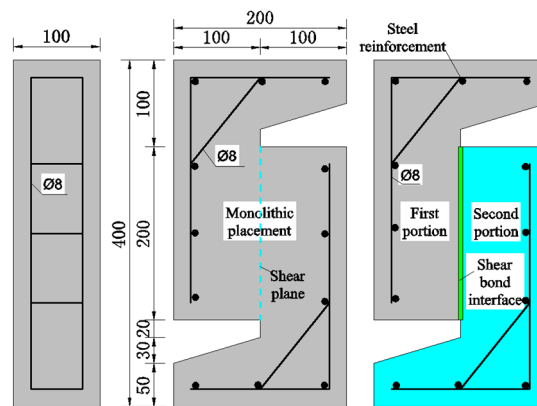 200
100
100
100
Steel
reinforcement
100
Ø8
Ø8
Ø8
400
200
Monolithic
placement
First
portion
Second
portion
Shear
plane
Shear
bond
interface
20
30
50